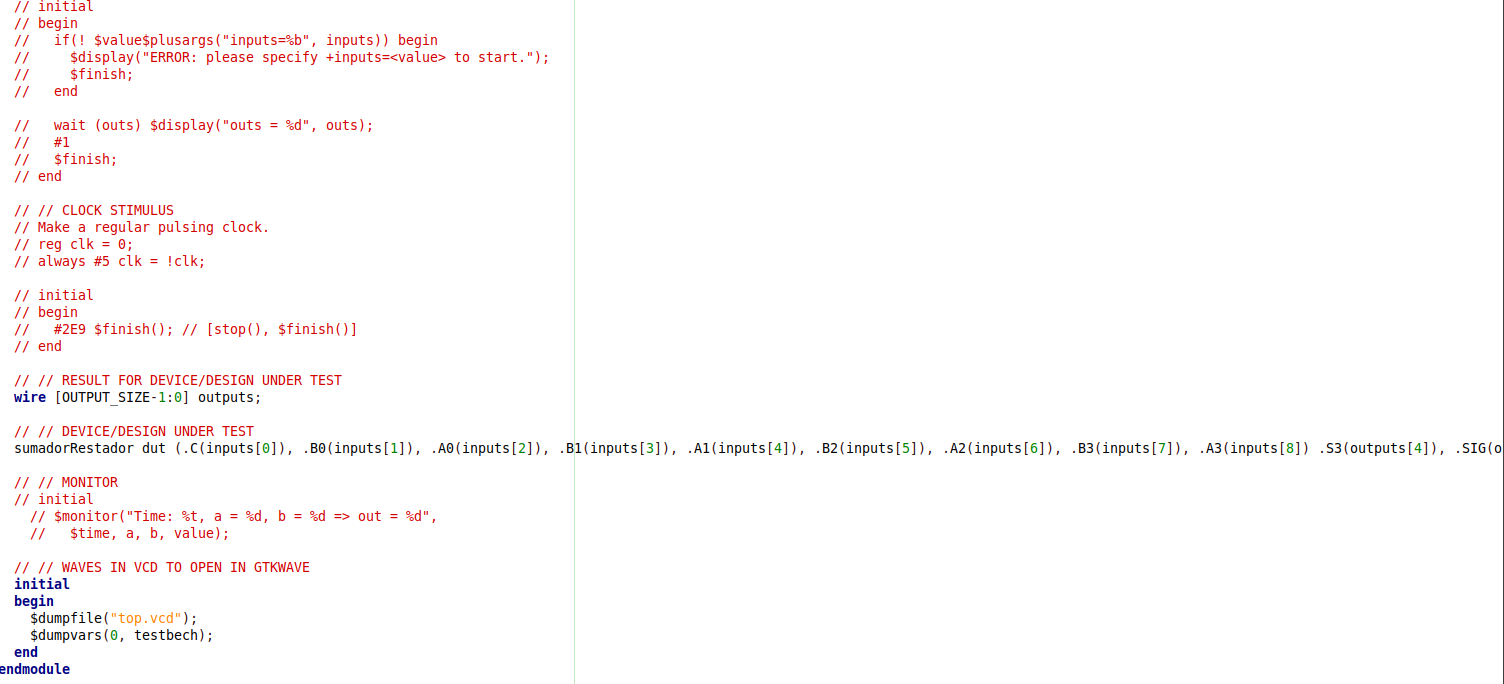 // initial
// begin
//   if(! $value$plusargs("inputs=%b", inputs)) begin
//     $display("ERROR: please specify +inputs=<value> to start.");
//     $finish;
//   end
//   wait (outs) $display("outs = %d", outs);
//   #1
//   $finish;
// end
// // CLOCK STIMULUS
// Make a regular pulsing clock.
// reg clk = 0;
// always #5 clk = !clk;
// initial
// begin
//   #2E9 $finish(); // [stop(), $finish()]
// end
// // RESULT FOR DEVICE/DESIGN UNDER TEST
wire [OUTPUT_SIZE-1:0] outputs;
// // DEVICE/DESIGN UNDER TEST
sumadorRestador dut (.C(inputs[0]), .B0(inputs[1]), .A0(inputs[2]), .B1(inputs[3]), .A1(inputs[4]), .B2(inputs[5]), .A2(inputs[6]), .B3(inputs[7]), .A3(inputs[8]) .S3(outputs[4]), .SIG(o
// // MONITOR
// initial
  // $monitor("Time: %t, a = %d, b = %d => out = %d",
  //   $time, a, b, value);
// // WAVES IN VCD TO OPEN IN GTKWAVE
initial
begin
  $dumpfile("top.vcd");
  $dumpvars(0, testbech);
end
endmodule